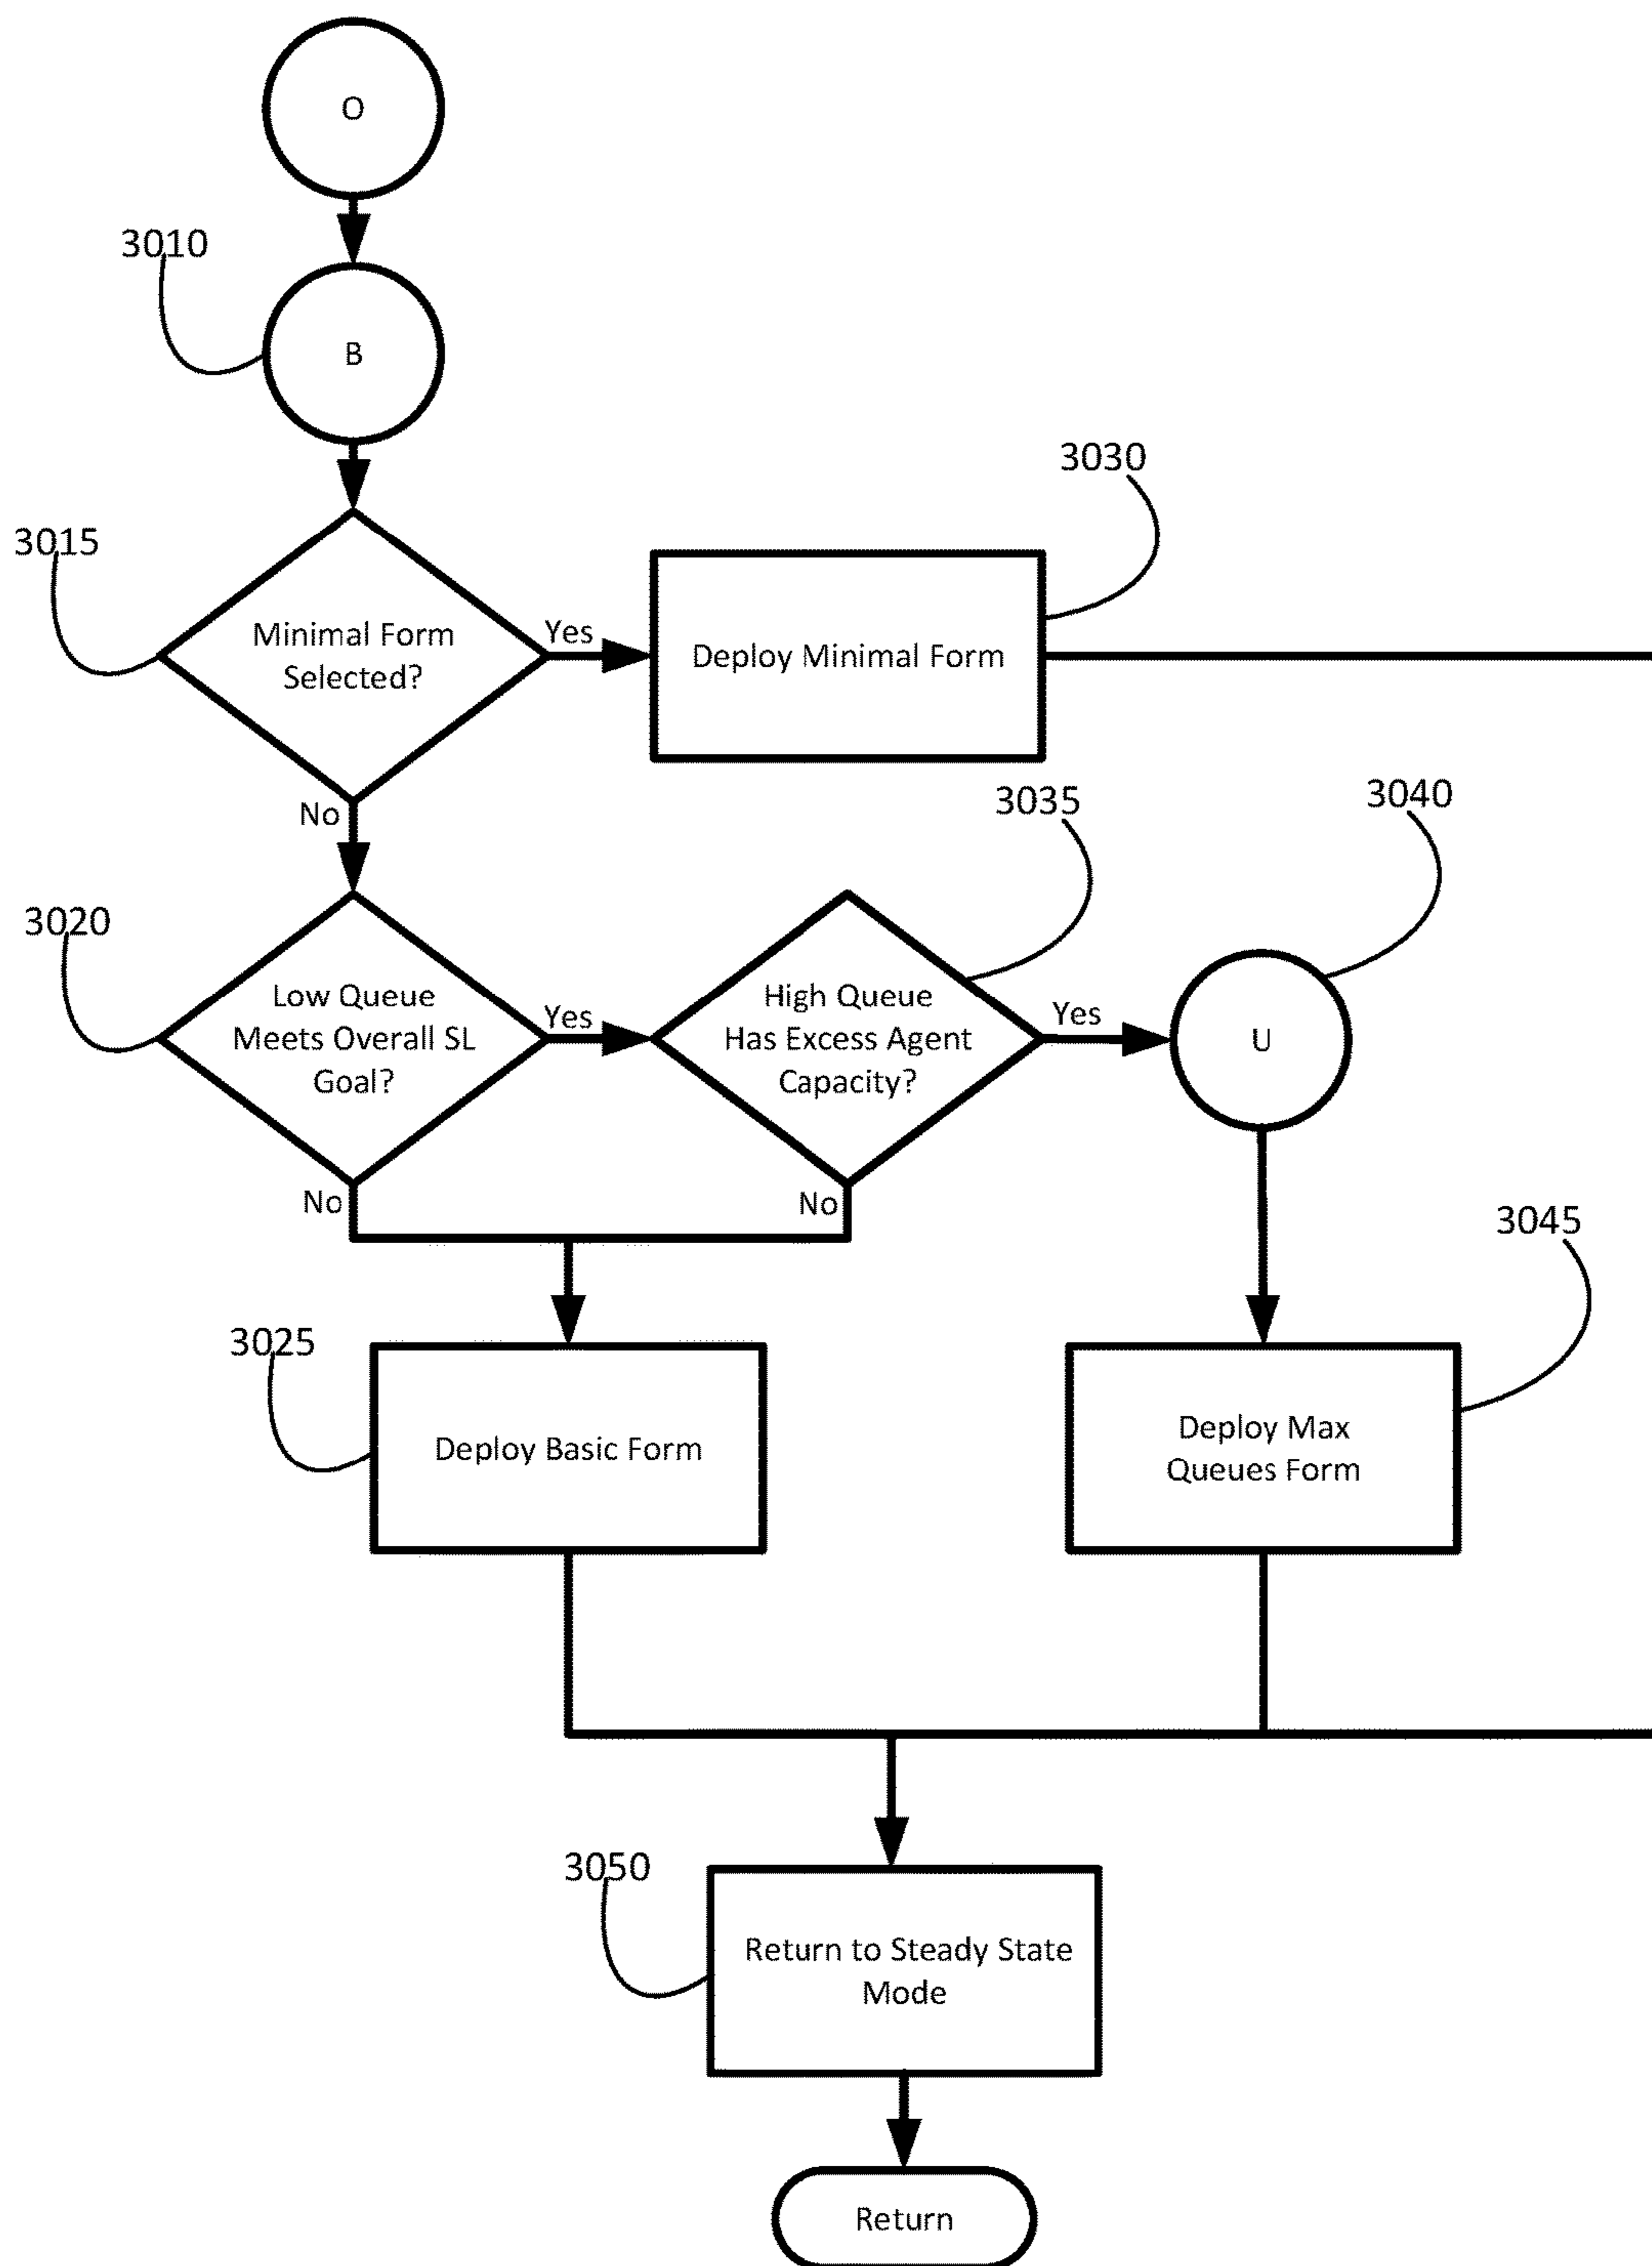 O
3010
B
3030
3015
Minimal Form
Selected?
Yes
Deploy Minimal Form
No
3035
3040
3020
Low Queue
Meets Overall SL
Goal?
Yes
High Queue
Has Excess Agent
Capacity?
Yes
U
No
No
3045
3025
Deploy Basic Form
Deploy Max
Queues Form
3050
Return to Steady State
Mode
Return